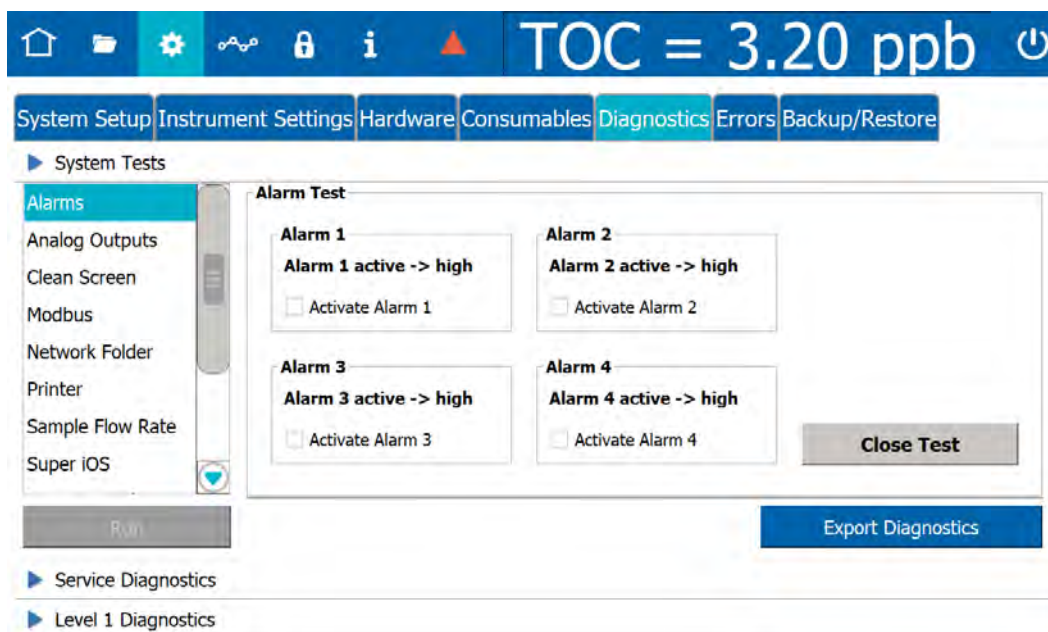 TOC = 3.20 ppb
System Setup Instrument Settings Hardware Consumables Diagnostics Errors Backup/Restore
System Tests
Alarms
Analog Outputs
Clean Screen
Modbus
Network Folder
Printer
Sample Flow Rate
Super iOS
Run
Alarm Test
Alarm 1
Alarm 1 active -> high
Activate Alarm 1
Alarm 2
Alarm 2 active -> high
Activate Alarm 2
Alarm 3
Alarm 3 active -> high
Activate Alarm 3
Alarm 4
Alarm 4 active -> high
Activate Alarm 4
Close Test
Export Diagnostics
Service Diagnostics
Level 1 Diagnostics